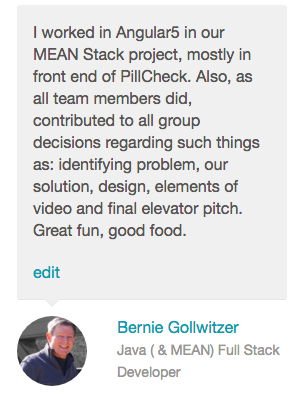 I worked in Angular5 in our
MEAN Stack project, mostly in
front end of PillCheck. Also, as
all team members did,
contributed to all group
decisions regarding such things
as: identifying problem, our
solution, design, elements of
video and final elevator pitch.
Great fun, good food.
edit
Bernie Gollwitzer
Java ( & MEAN) Full Stack
Developer